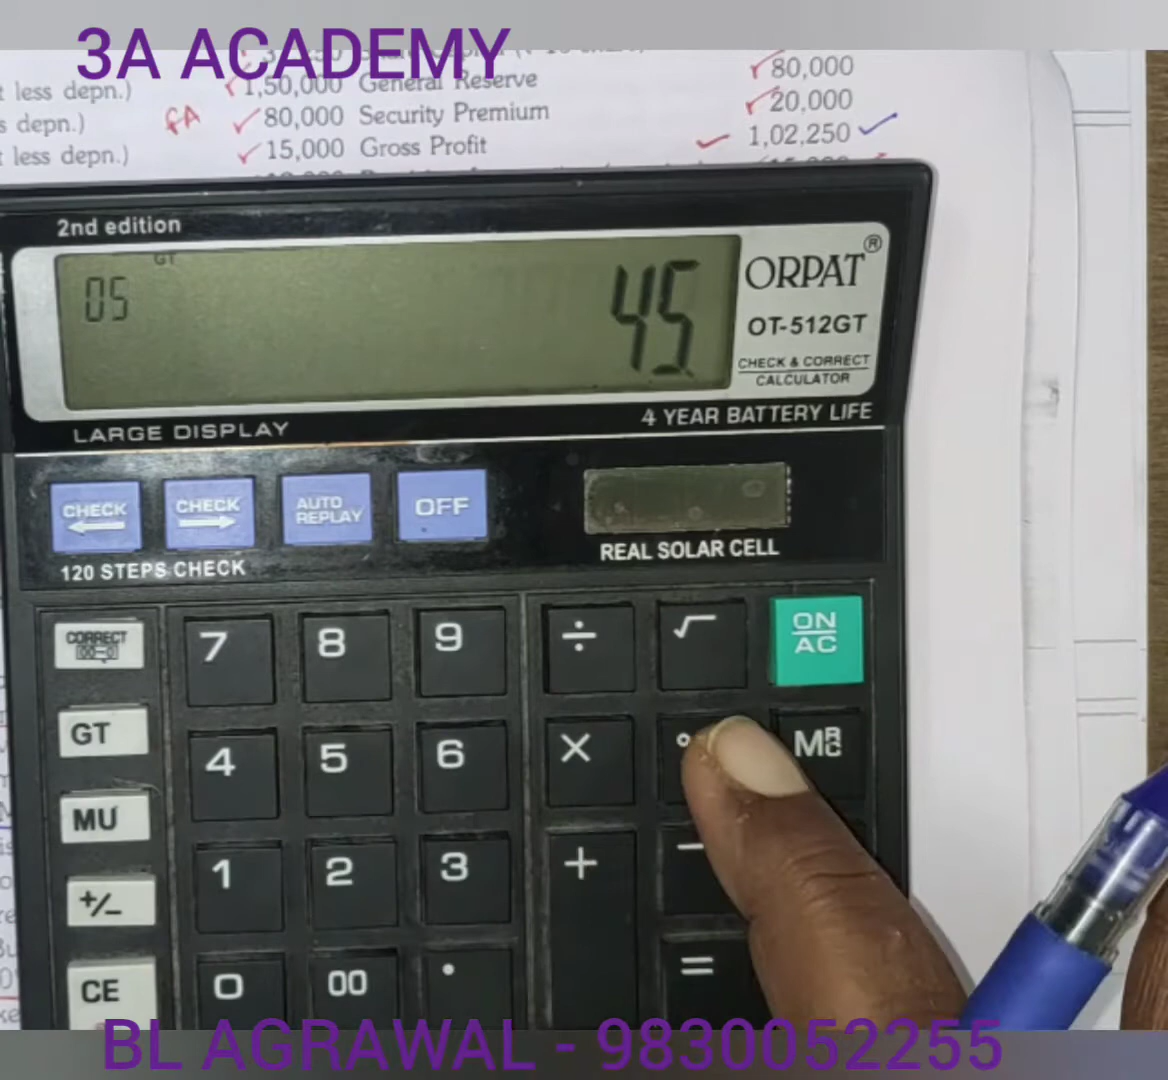 3A ACADEMY
t less depn.)
1,50,000 General Reserve
80,000
s depn.)
FA
80,000 Security Premium
20,000
t less depn.)
15,000 Gross Profit
1,02,250
2nd edition
GT
05
45
ORPAT®
OT-512GT
CHECK & CORRECT
CALCULATOR
LARGE DISPLAY
4 YEAR BATTERY LIFE
CHECK
CHECK
AUTO REPLAY
OFF
120 STEPS CHECK
REAL SOLAR CELL
CORRECT
00→0
7
8
9
÷
√
ON
AC
GT
4
5
6
×
MRC
MU
1
2
3
+
−
+/−
CE
0
00
.
=
BL AGRAWAL - 9830052255